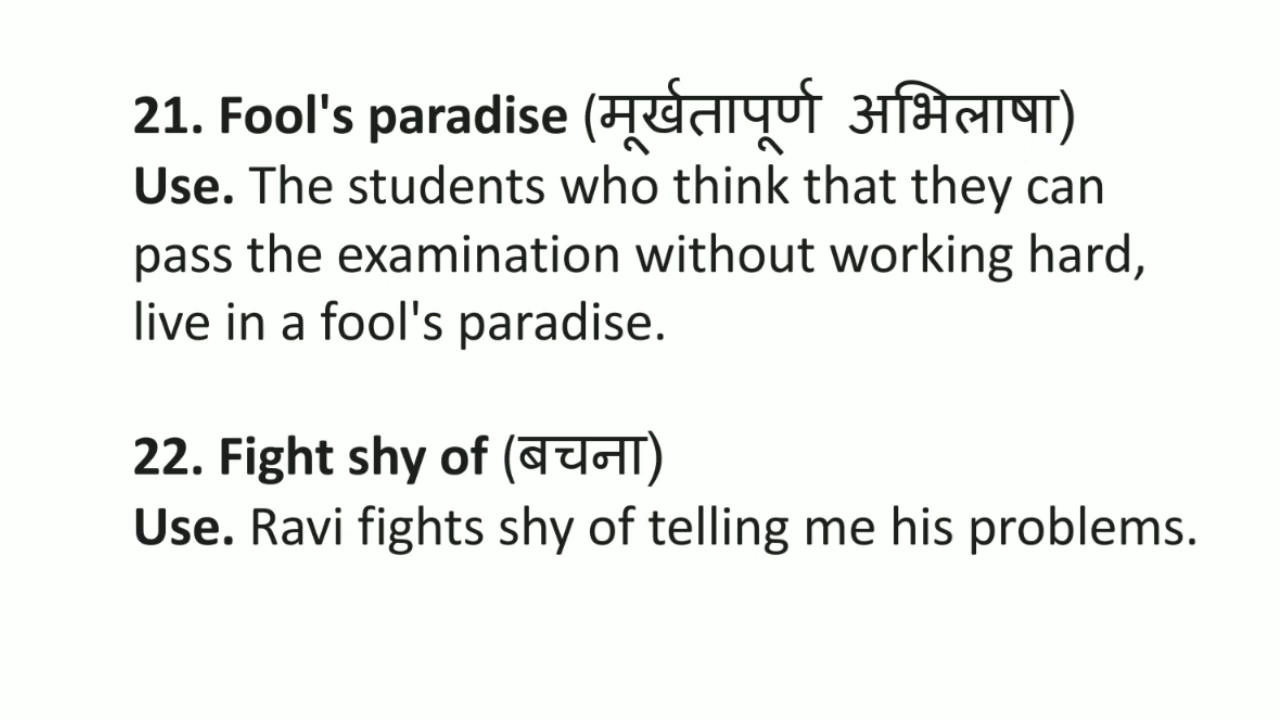 21. Fool's paradise (मूर्खतापूर्ण अभिलाषा)
Use. The students who think that they can
pass the examination without working hard,
live in a fool's paradise.
22. Fight shy of (बचना)
Use. Ravi fights shy of telling me his problems.